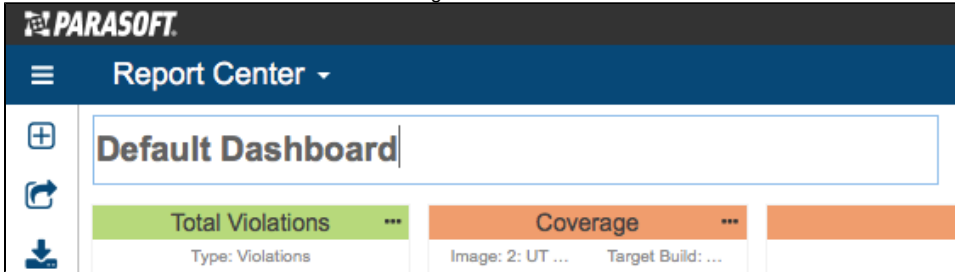 PARASOFT.
Report Center
Default Dashboard
Total Violations ... Coverage ...
Type: Violations Image: 2: UT ... Target Build: ...